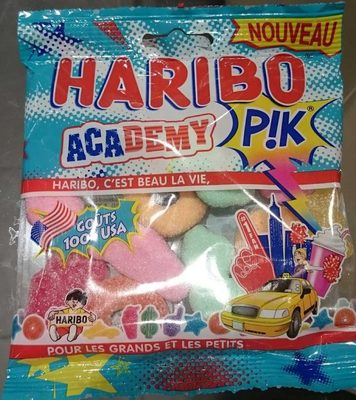 NOUVEAU
HARIBO
ACADEMY
P!K
HARIBO, C'EST BEAU LA VIE,
GOÛTS
100% USA
HARIBO
POUR LES GRANDS ET LES PETITS